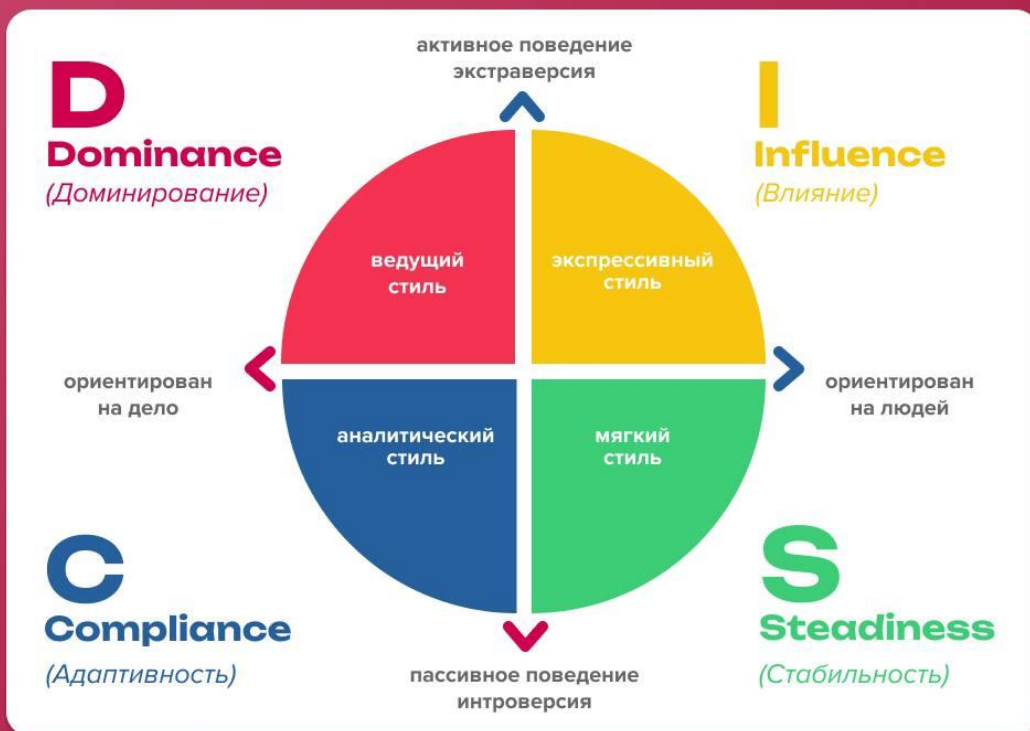 активное поведение
экстраверсия
D
Dominance
(Доминирование)
I
Influence
(Влияние)
ведущий
стиль
экспрессивный
стиль
ориентирован
на дело
ориентирован
на людей
аналитический
стиль
мягкий
стиль
C
Compliance
(Адаптивность)
S
Steadiness
(Стабильность)
пассивное поведение
интроверсия